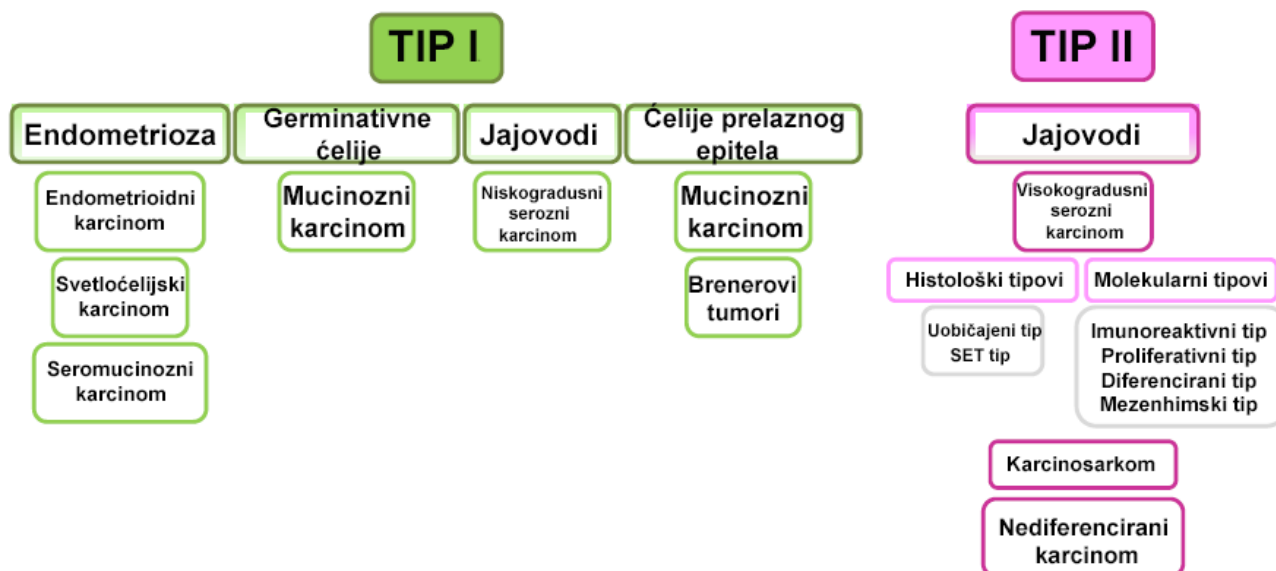 TIP I
Endometrioza
Endometrioidni
karcinom
Svetloćelijski
karcinom
Seromucinozni
karcinom
Germinativne
ćelije
Mucinozni
karcinom
Jajovodi
Niskogradusni
serozni
karcinom
Ćelije prelaznog
epitela
Mucinozni
karcinom
Brenerovi
tumori
TIP II
Jajovodi
Visokogradusni
serozni
karcinom
Histološki tipovi
Uobičajeni tip
SET tip
Molekularni tipovi
Imunoreaktivni tip
Proliferativni tip
Diferencirani tip
Mezenhimski tip
Karcinosarkom
Nediferencirani
karcinom